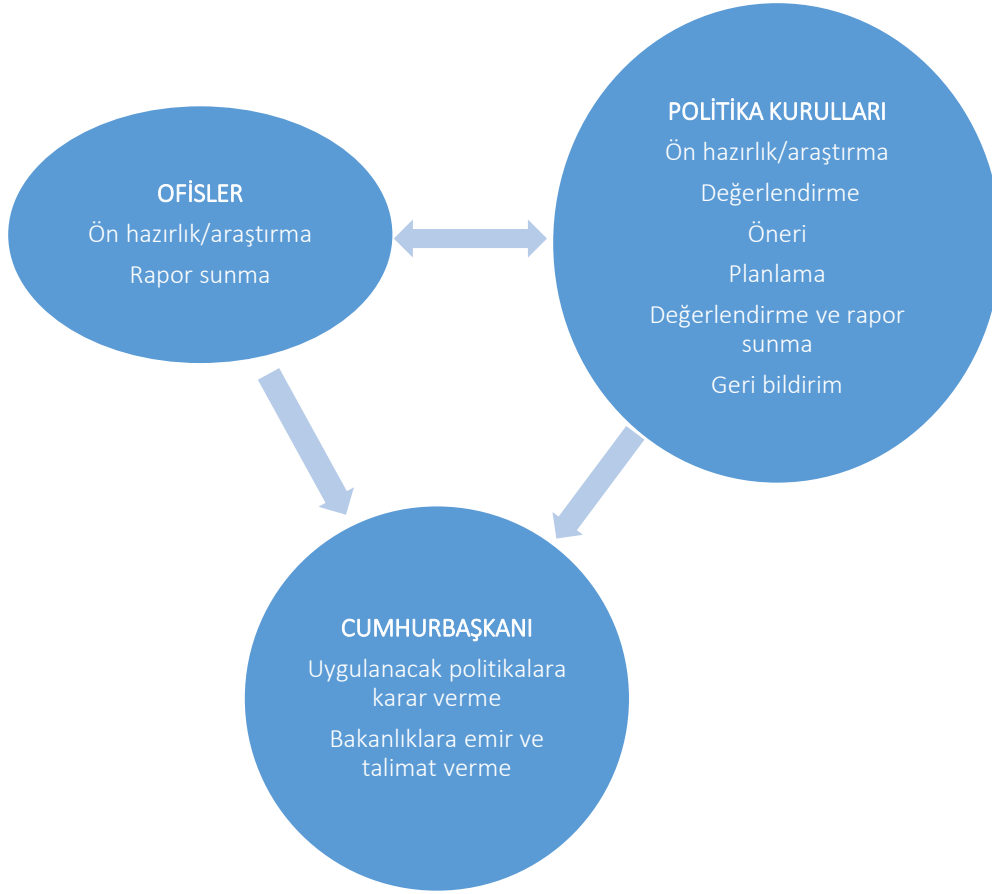 OFİSLER
Ön hazırlık/araştırma
Rapor sunma
POLİTİKA KURULLARI
Ön hazırlık/araştırma
Değerlendirme
Öneri
Planlama
Değerlendirme ve rapor
sunma
Geri bildirim
CUMHURBAŞKANI
Uygulanacak politikalara
karar verme
Bakanlıklara emir ve
talimat verme